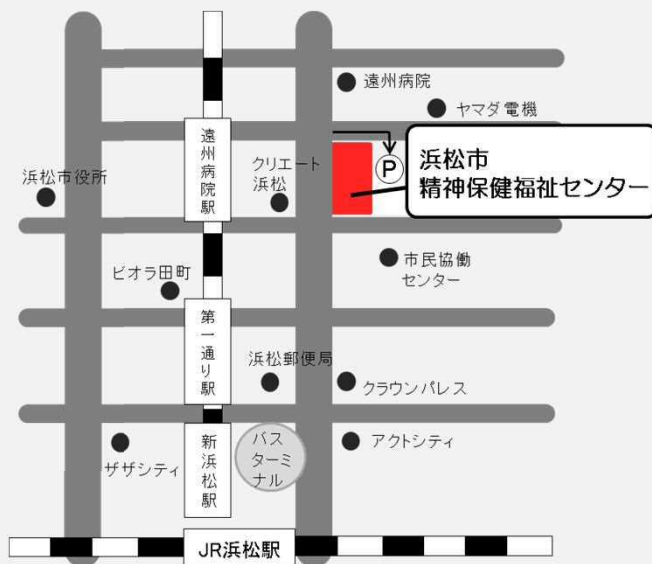 遠州病院
ヤマダ電機
遠州病院駅
浜松市
精神保健福祉センター
P
クリエート
浜松
浜松市役所
市民協働
センター
ビオラ田町
第一通り駅
浜松郵便局
クラウンパレス
ザザシティ
新浜松駅
バス
ターミ
ナル
アクトシティ
JR浜松駅